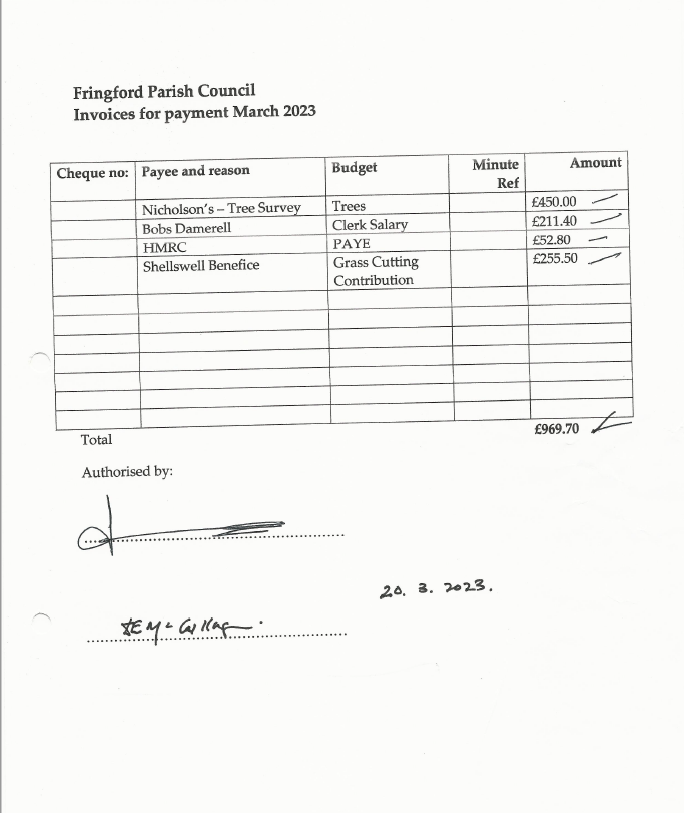 Fringford Parish Council
Invoices for payment March 2023
Cheque no: Payee and reason Budget Minute Ref Amount
Nicholson's – Tree Survey Trees £450.00
Bobs Damerell Clerk Salary £211.40
HMRC PAYE £52.80
Shellswell Benefice Grass Cutting Contribution £255.50
Total £969.70
Authorised by:
20. 3. 2023.